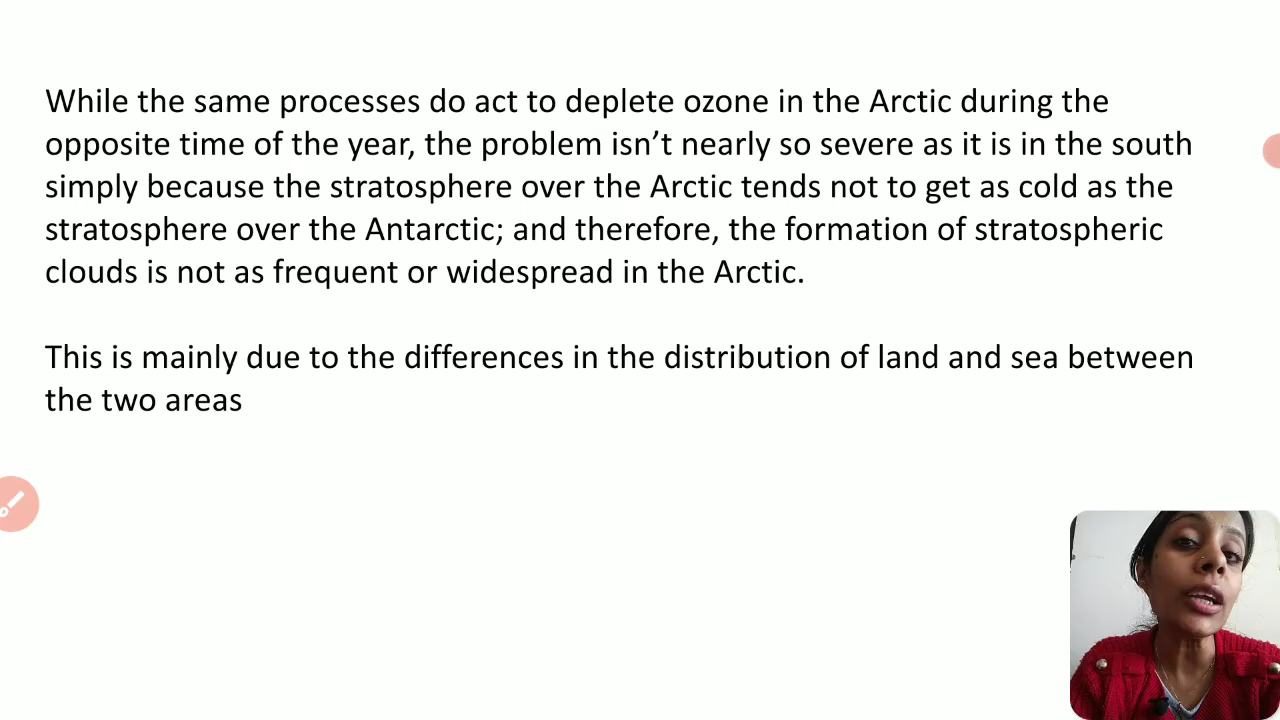 While the same processes do act to deplete ozone in the Arctic during the
opposite time of the year, the problem isn’t nearly so severe as it is in the south
simply because the stratosphere over the Arctic tends not to get as cold as the
stratosphere over the Antarctic; and therefore, the formation of stratospheric
clouds is not as frequent or widespread in the Arctic.
This is mainly due to the differences in the distribution of land and sea between
the two areas